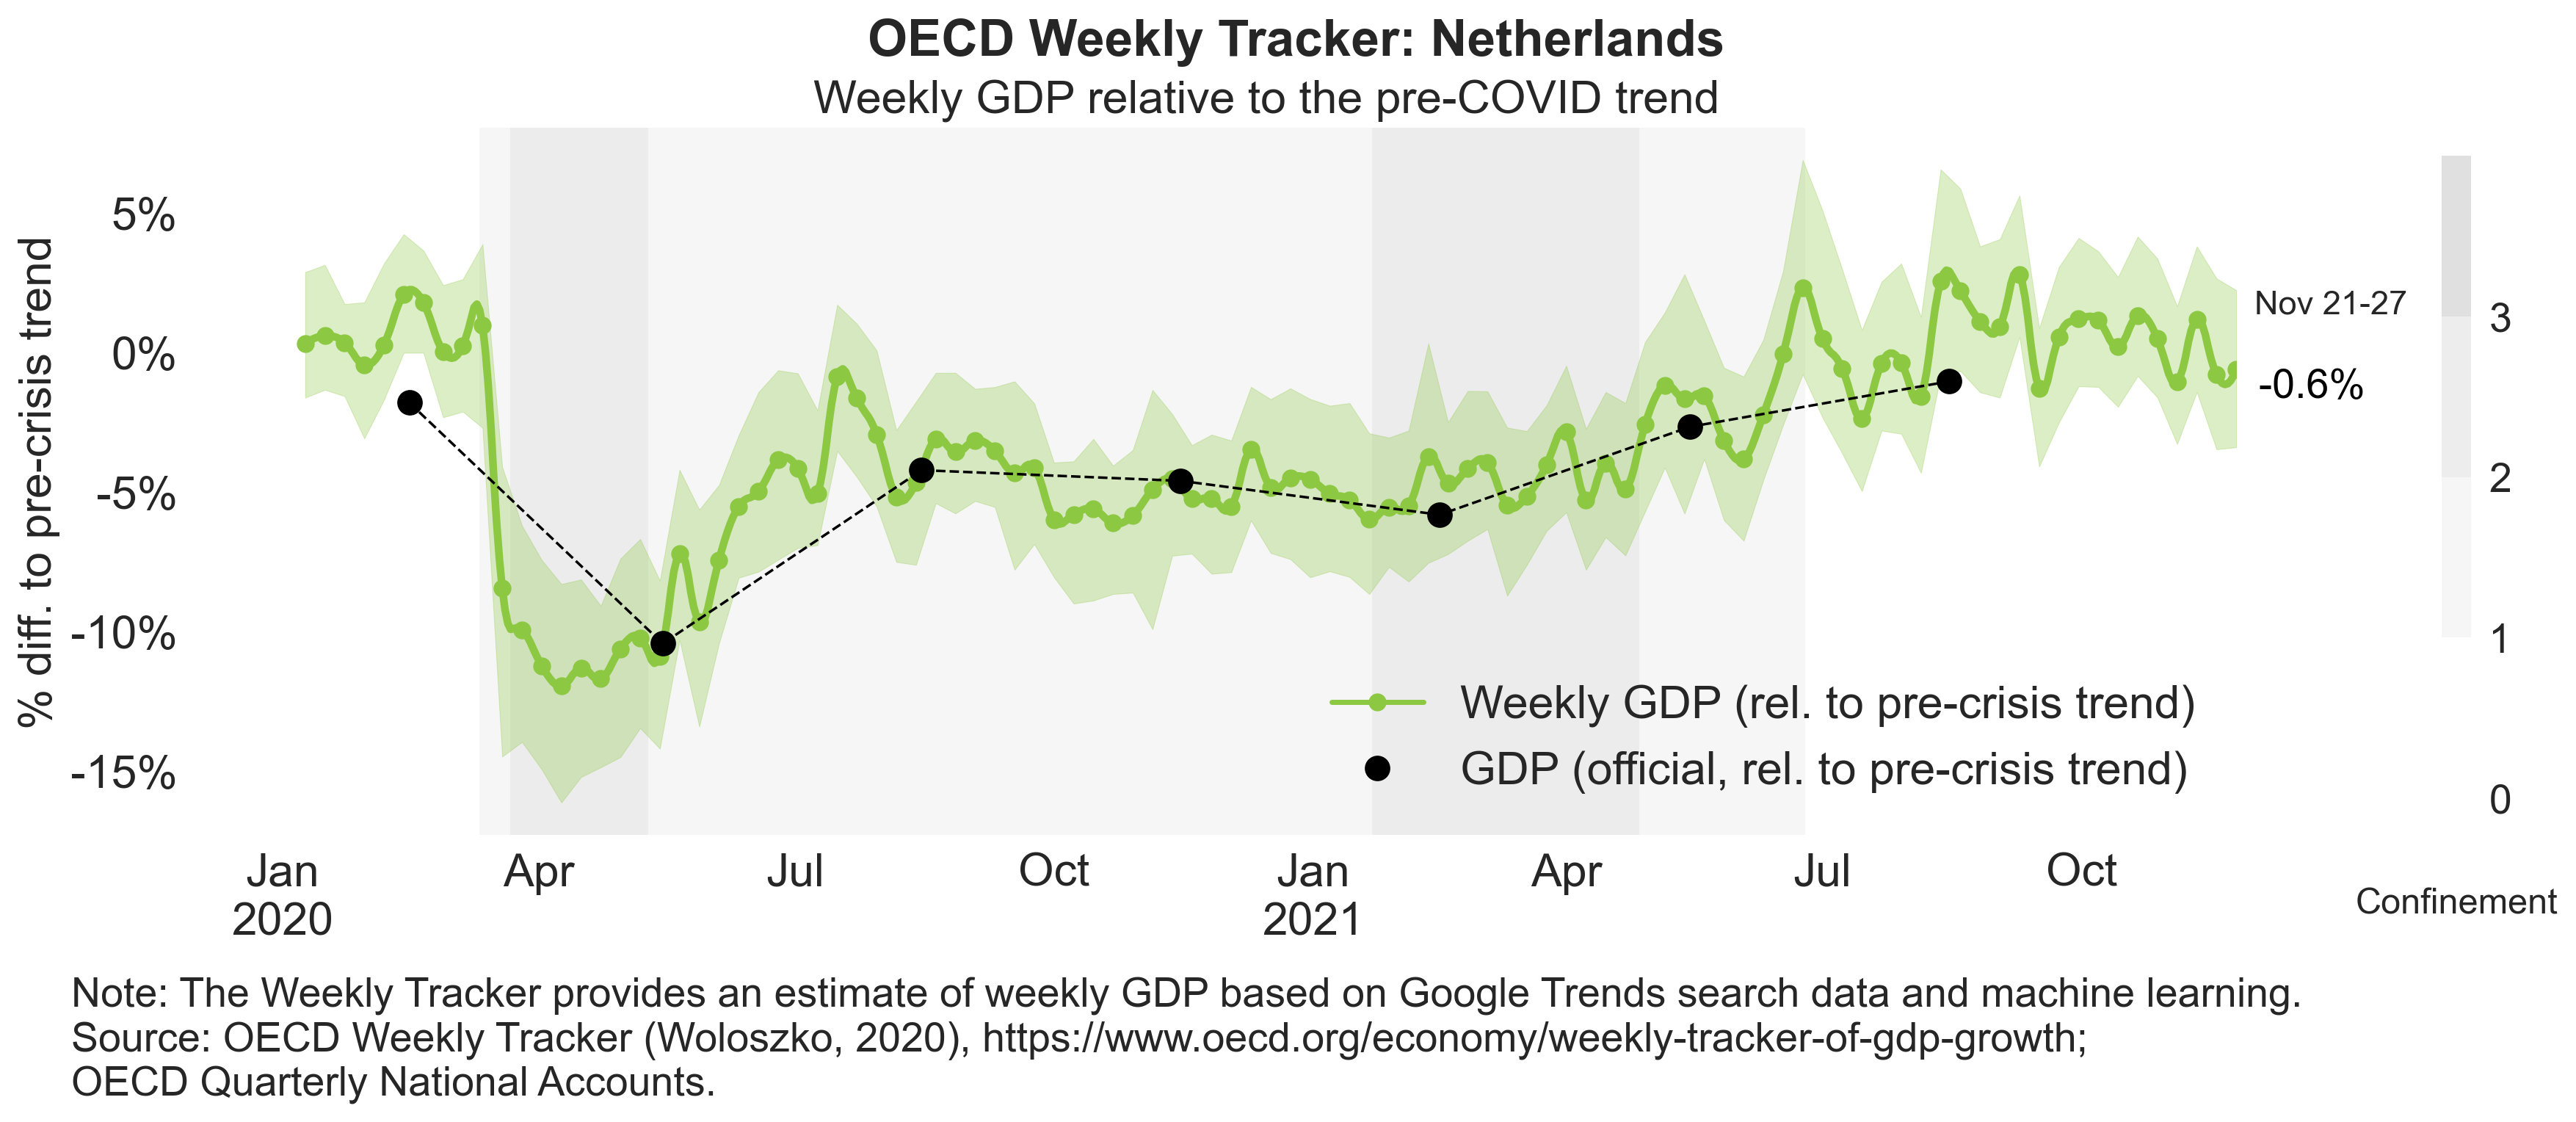 OECD Weekly Tracker: Netherlands
Weekly GDP relative to the pre-COVID trend
% diff. to pre-crisis trend
5%
0%
-5%
-10%
-15%
Nov 21-27
-0.6%
3
2
1
0
Weekly GDP (rel. to pre-crisis trend)
GDP (official, rel. to pre-crisis trend)
Jan Apr Jul Oct Jan Apr Jul Oct
2020 2021
Confinement
Note: The Weekly Tracker provides an estimate of weekly GDP based on Google Trends search data and machine learning.
Source: OECD Weekly Tracker (Woloszko, 2020), https://www.oecd.org/economy/weekly-tracker-of-gdp-growth;
OECD Quarterly National Accounts.